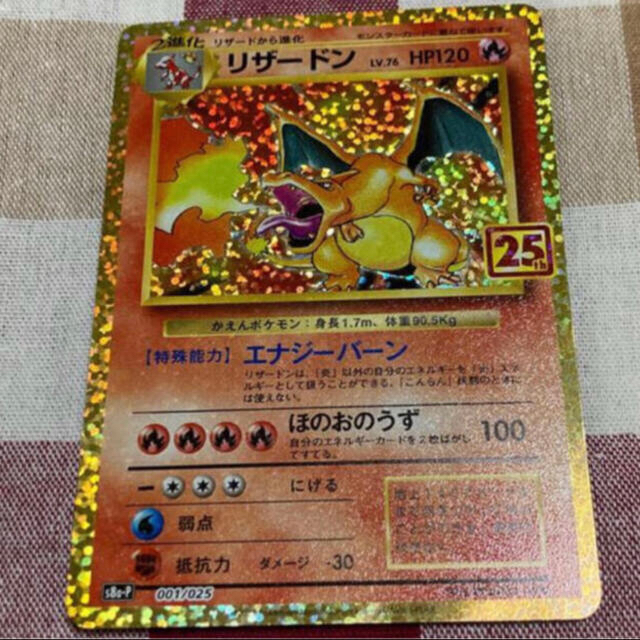 2進化
リザードから進化
リザードン LV.76 HP120
25th
かえんポケモン:身長1.7m、体重90.5Kg
【特殊能力】エナジーバーン
リザードンは、「炎」以外の自分のエネルギーを「炎」エネ
ルギーとして扱うことができる。「こんらん」状態のときに
は使えない。
ほのおのうず 100
自分のエネルギーカードを2枚はがし
てすてる。
にげる
弱点
抵抗力 ダメージ -30
s8a-P 001/025